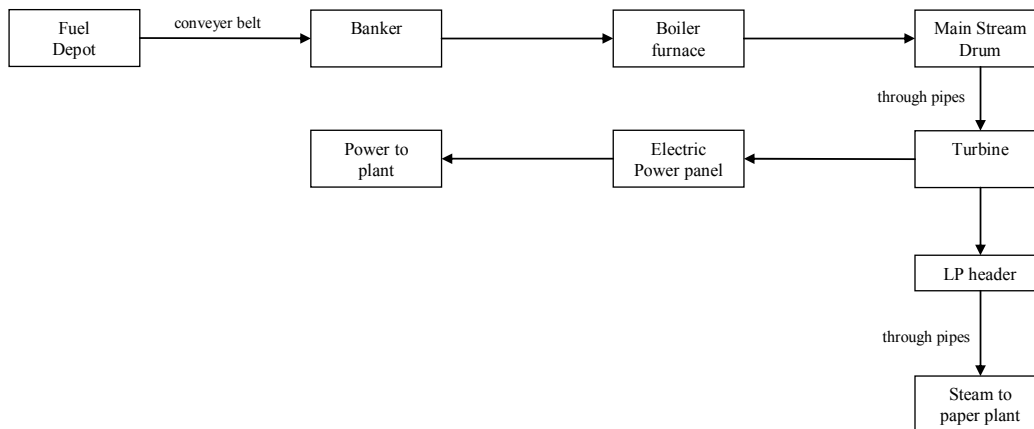 Fuel
Depot
conveyer belt
Banker
Boiler
furnace
Main Stream
Drum
through pipes
Power to
plant
Electric
Power panel
Turbine
LP header
through pipes
Steam to
paper plant